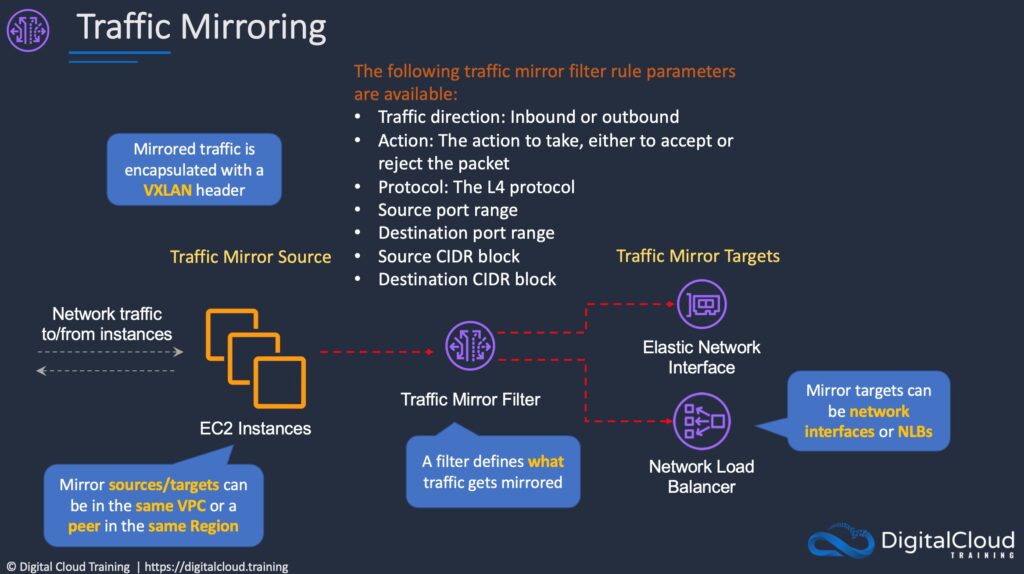 Traffic Mirroring
The following traffic mirror filter rule parameters
are available:
• Traffic direction: Inbound or outbound
• Action: The action to take, either to accept or
reject the packet
• Protocol: The L4 protocol
• Source port range
• Destination port range
• Source CIDR block
• Destination CIDR block
Mirrored traffic is
encapsulated with a
VXLAN header
Traffic Mirror Source
Traffic Mirror Targets
Network traffic
to/from instances
EC2 Instances
Traffic Mirror Filter
Elastic Network
Interface
Network Load
Balancer
Mirror targets can
be network
interfaces or NLBs
A filter defines what
traffic gets mirrored
Mirror sources/targets can
be in the same VPC or a
peer in the same Region
DigitalCloud
TRAINING
© Digital Cloud Training | https://digitalcloud.training